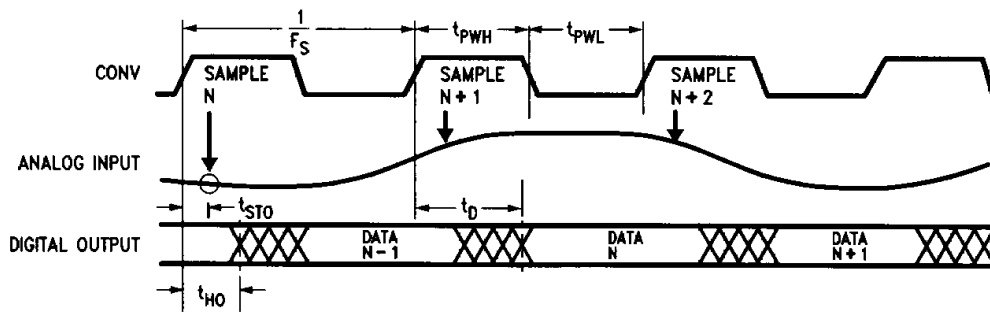 1
F_S
t_PWH
t_PWL
CONV
SAMPLE
N
SAMPLE
N + 1
SAMPLE
N + 2
ANALOG INPUT
t_STO
t_D
DIGITAL OUTPUT
DATA
N-1
DATA
N
DATA
N+1
t_HO